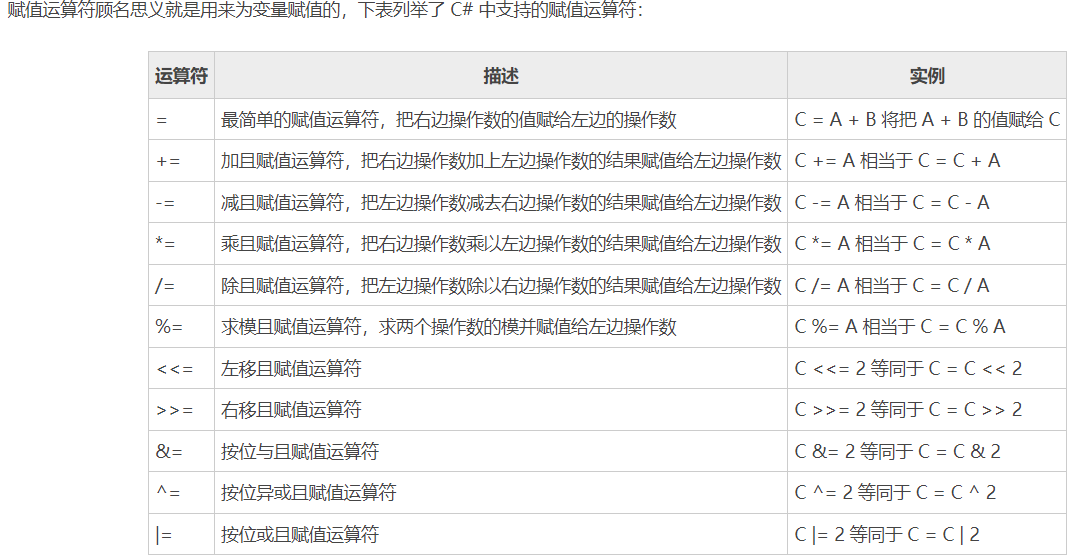 赋值运算符顾名思义就是用来为变量赋值的，下表列举了 C# 中支持的赋值运算符：
运算符 描述 实例
= 最简单的赋值运算符，把右边操作数的值赋给左边的操作数 C = A + B 将把 A + B 的值赋给 C
+= 加且赋值运算符，把右边操作数加上左边操作数的结果赋值给左边操作数 C += A 相当于 C = C + A
-= 减且赋值运算符，把左边操作数减去右边操作数的结果赋值给左边操作数 C -= A 相当于 C = C - A
*= 乘且赋值运算符，把右边操作数乘以左边操作数的结果赋值给左边操作数 C *= A 相当于 C = C * A
/= 除且赋值运算符，把左边操作数除以右边操作数的结果赋值给左边操作数 C /= A 相当于 C = C / A
%= 求模且赋值运算符，求两个操作数的模并赋值给左边操作数 C %= A 相当于 C = C % A
<<= 左移且赋值运算符 C <<= 2 等同于 C = C << 2
>>= 右移且赋值运算符 C >>= 2 等同于 C = C >> 2
&= 按位与且赋值运算符 C &= 2 等同于 C = C & 2
^= 按位异或且赋值运算符 C ^= 2 等同于 C = C ^ 2
|= 按位或且赋值运算符 C |= 2 等同于 C = C | 2